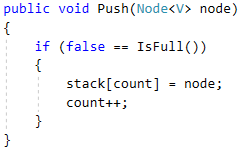 public void Push(Node<V> node)
{
    if (false == IsFull())
    {
        stack[count] = node;
        count++;
    }
}